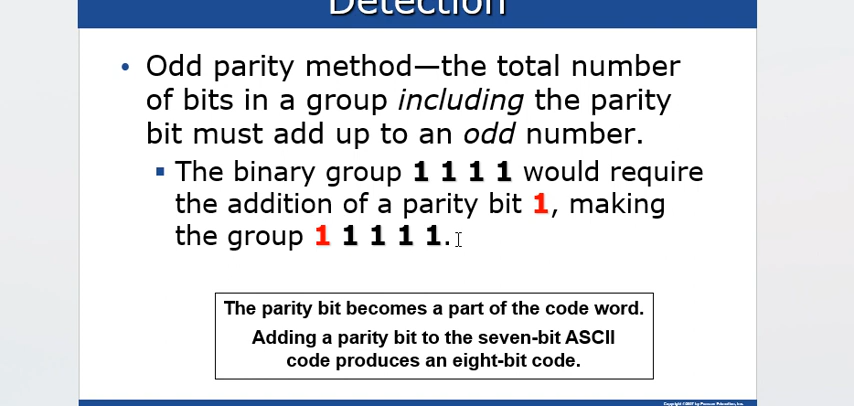 Detection
• Odd parity method—the total number
of bits in a group including the parity
bit must add up to an odd number.
▪ The binary group 1 1 1 1 would require
the addition of a parity bit 1, making
the group 1 1 1 1 1.
The parity bit becomes a part of the code word.
Adding a parity bit to the seven-bit ASCII
code produces an eight-bit code.